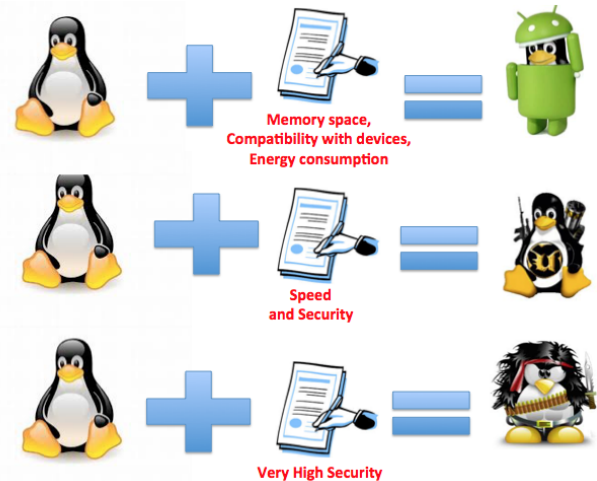 Memory space,
Compatibility with devices,
Energy consumption
Speed
and Security
Very High Security